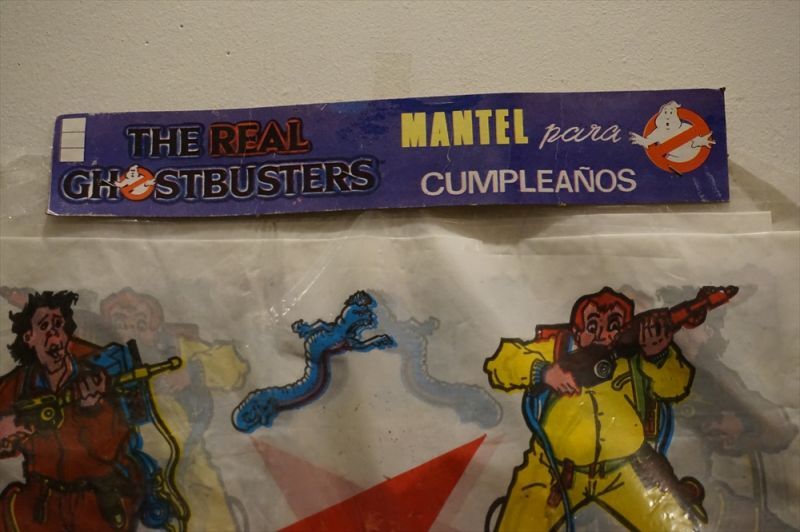 THE REAL
GHOSTBUSTERS
MANTEL para
CUMPLEAÑOS